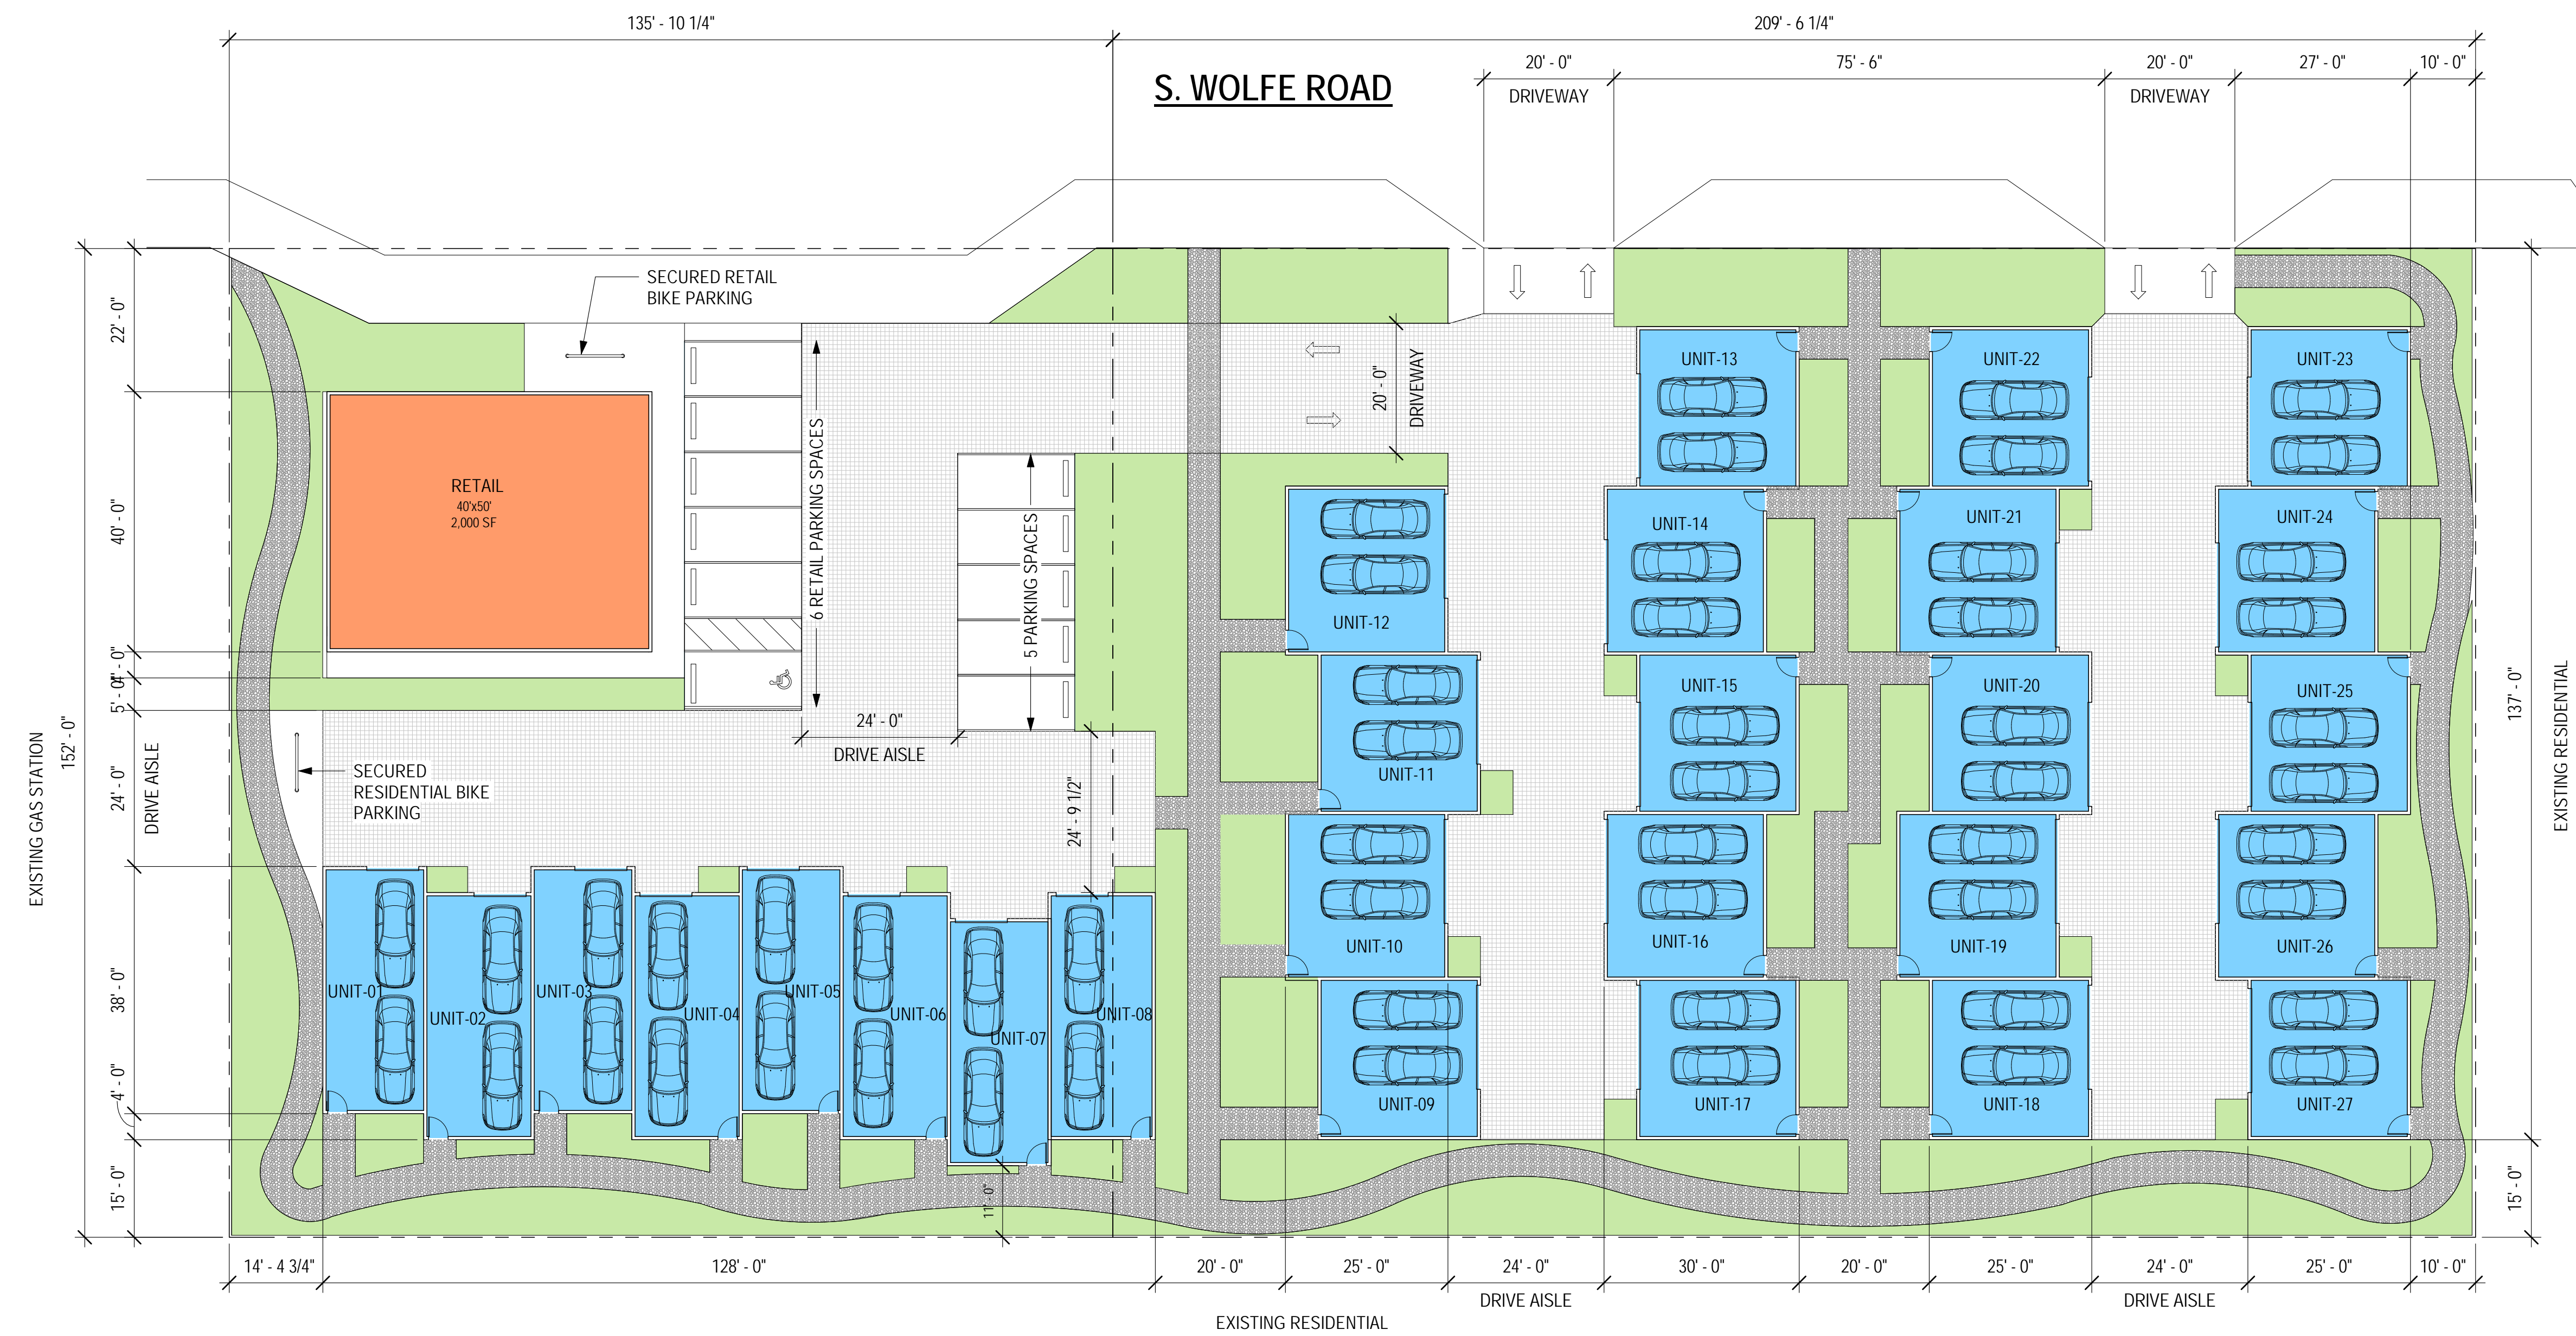 135' - 10 1/4"
209' - 6 1/4"
S. WOLFE ROAD
20' - 0"
75' - 6"
20' - 0"
27' - 0"
10' - 0"
DRIVEWAY
DRIVEWAY
SECURED RETAIL
BIKE PARKING
22' - 0"
40' - 0"
4' - 0"
5' - 0"
24' - 0"
DRIVE AISLE
38' - 0"
4' - 0"
15' - 0"
152' - 0"
EXISTING GAS STATION
RETAIL
40'x50'
2,000 SF
6 RETAIL PARKING SPACES
5 PARKING SPACES
20' - 0"
DRIVEWAY
24' - 0"
DRIVE AISLE
24' - 9 1/2"
SECURED
RESIDENTIAL BIKE
PARKING
UNIT-01
UNIT-02
UNIT-03
UNIT-04
UNIT-05
UNIT-06
UNIT-07
UNIT-08
11' - 0"
UNIT-12
UNIT-11
UNIT-10
UNIT-09
UNIT-13
UNIT-14
UNIT-15
UNIT-16
UNIT-17
UNIT-22
UNIT-21
UNIT-20
UNIT-19
UNIT-18
UNIT-23
UNIT-24
UNIT-25
UNIT-26
UNIT-27
137' - 0"
15' - 0"
EXISTING RESIDENTIAL
14' - 4 3/4"
128' - 0"
20' - 0"
25' - 0"
24' - 0"
30' - 0"
20' - 0"
25' - 0"
24' - 0"
25' - 0"
10' - 0"
DRIVE AISLE
DRIVE AISLE
EXISTING RESIDENTIAL